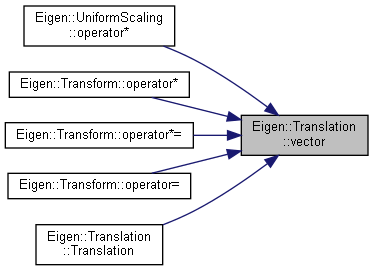 Eigen::UniformScaling
::operator*
Eigen::Transform::operator*
Eigen::Transform::operator*=
Eigen::Transform::operator=
Eigen::Translation
::Translation
Eigen::Translation
::vector